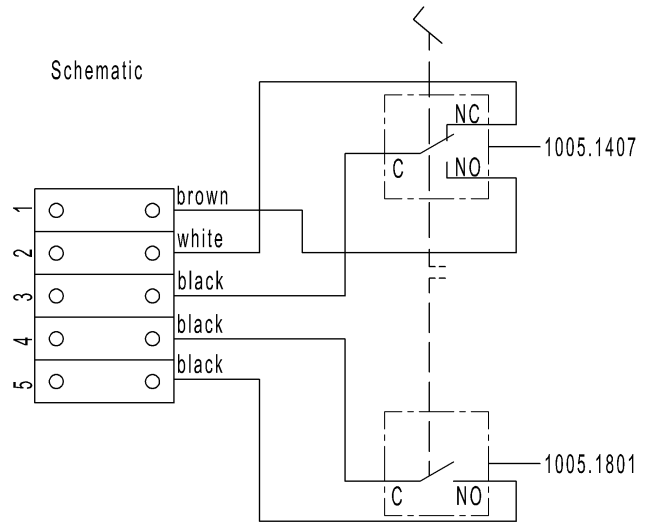 Schematic
NC
1005.1407
C
NO
1 brown
2 white
3 black
4 black
5 black
1005.1801
C
NO